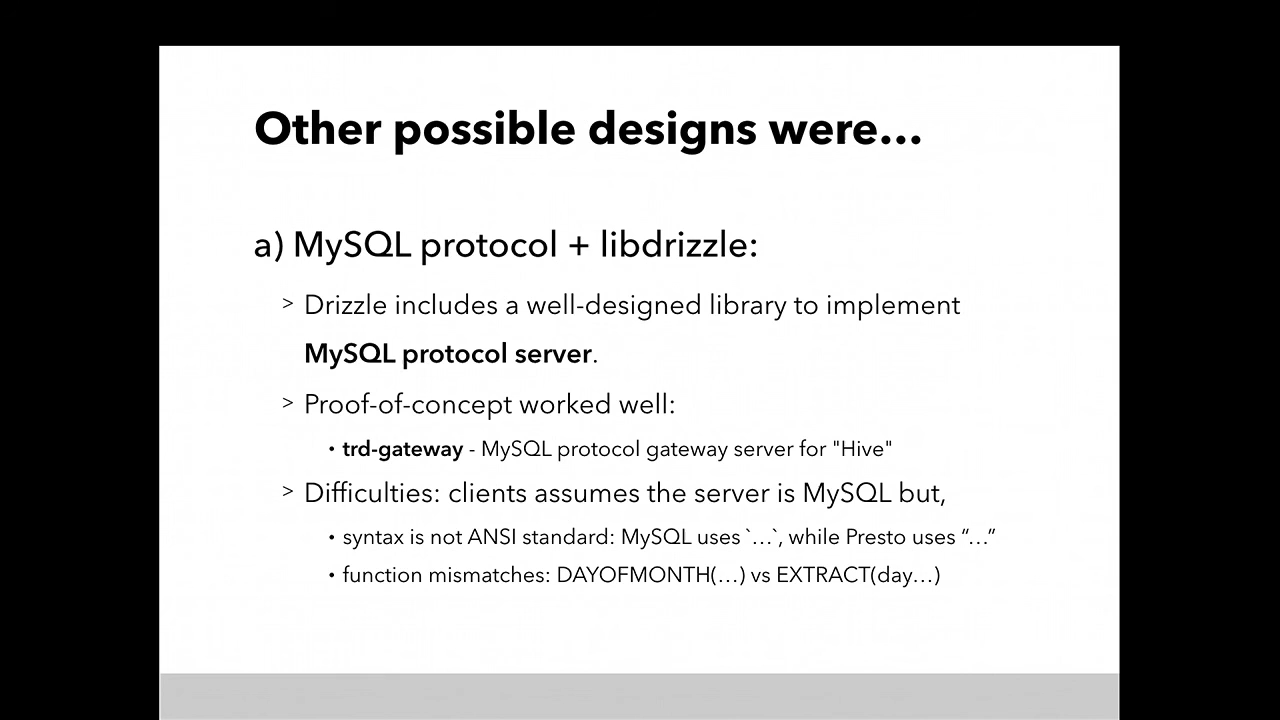 Other possible designs were…
a) MySQL protocol + libdrizzle:
> Drizzle includes a well-designed library to implement
MySQL protocol server.
> Proof-of-concept worked well:
• trd-gateway - MySQL protocol gateway server for "Hive"
> Difficulties: clients assumes the server is MySQL but,
• syntax is not ANSI standard: MySQL uses `…`, while Presto uses “…”
• function mismatches: DAYOFMONTH(…) vs EXTRACT(day…)